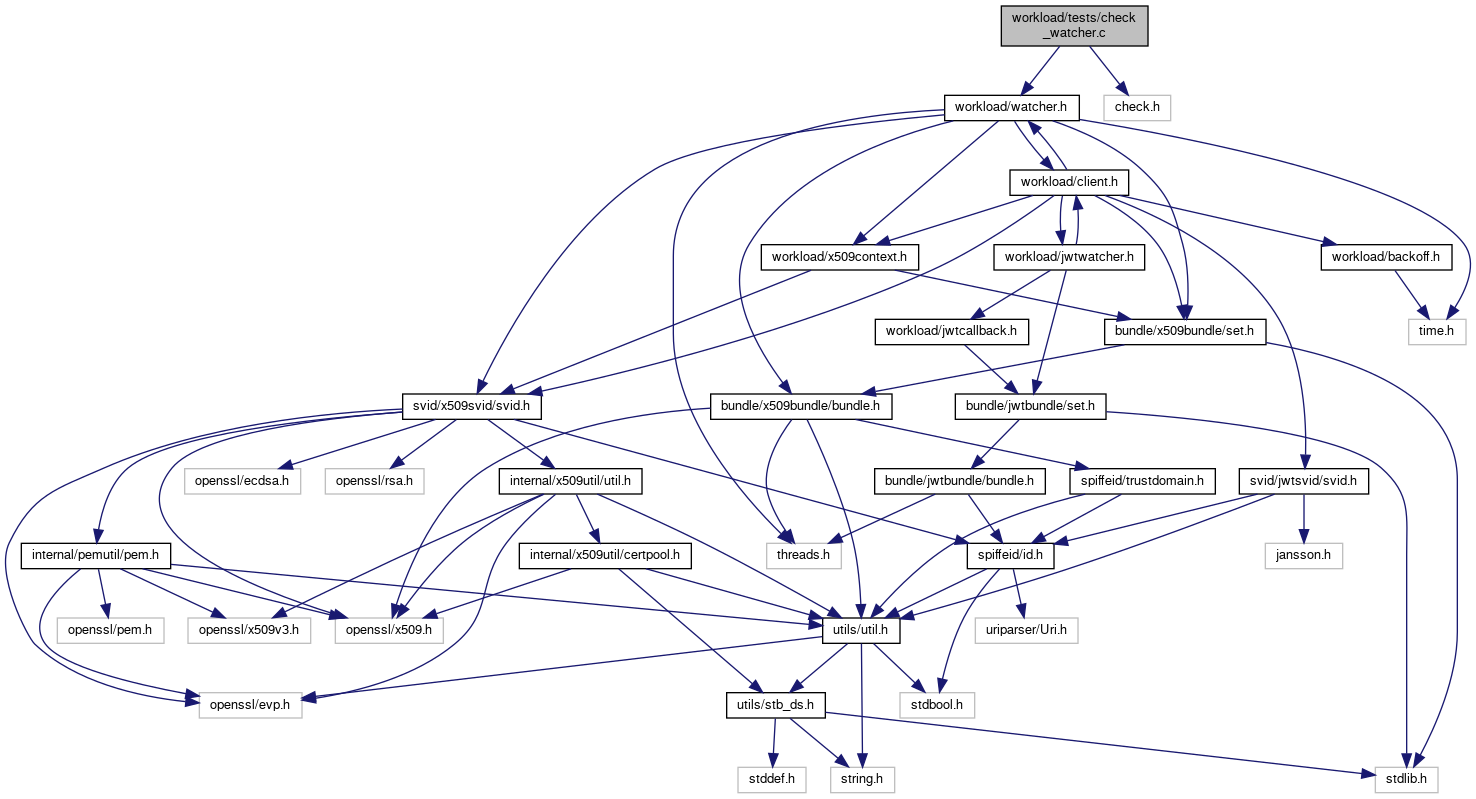 workload/tests/check
_watcher.c
workload/watcher.h
check.h
workload/client.h
workload/x509context.h
workload/jwtwatcher.h
workload/backoff.h
workload/jwtcallback.h
bundle/x509bundle/set.h
time.h
svid/x509svid/svid.h
bundle/x509bundle/bundle.h
bundle/jwtbundle/set.h
openssl/ecdsa.h
openssl/rsa.h
internal/x509util/util.h
bundle/jwtbundle/bundle.h
spiffeid/trustdomain.h
svid/jwtsvid/svid.h
internal/pemutil/pem.h
internal/x509util/certpool.h
threads.h
spiffeid/id.h
jansson.h
openssl/pem.h
openssl/x509v3.h
openssl/x509.h
utils/util.h
uriparser/Uri.h
openssl/evp.h
utils/stb_ds.h
stdbool.h
stddef.h
string.h
stdlib.h